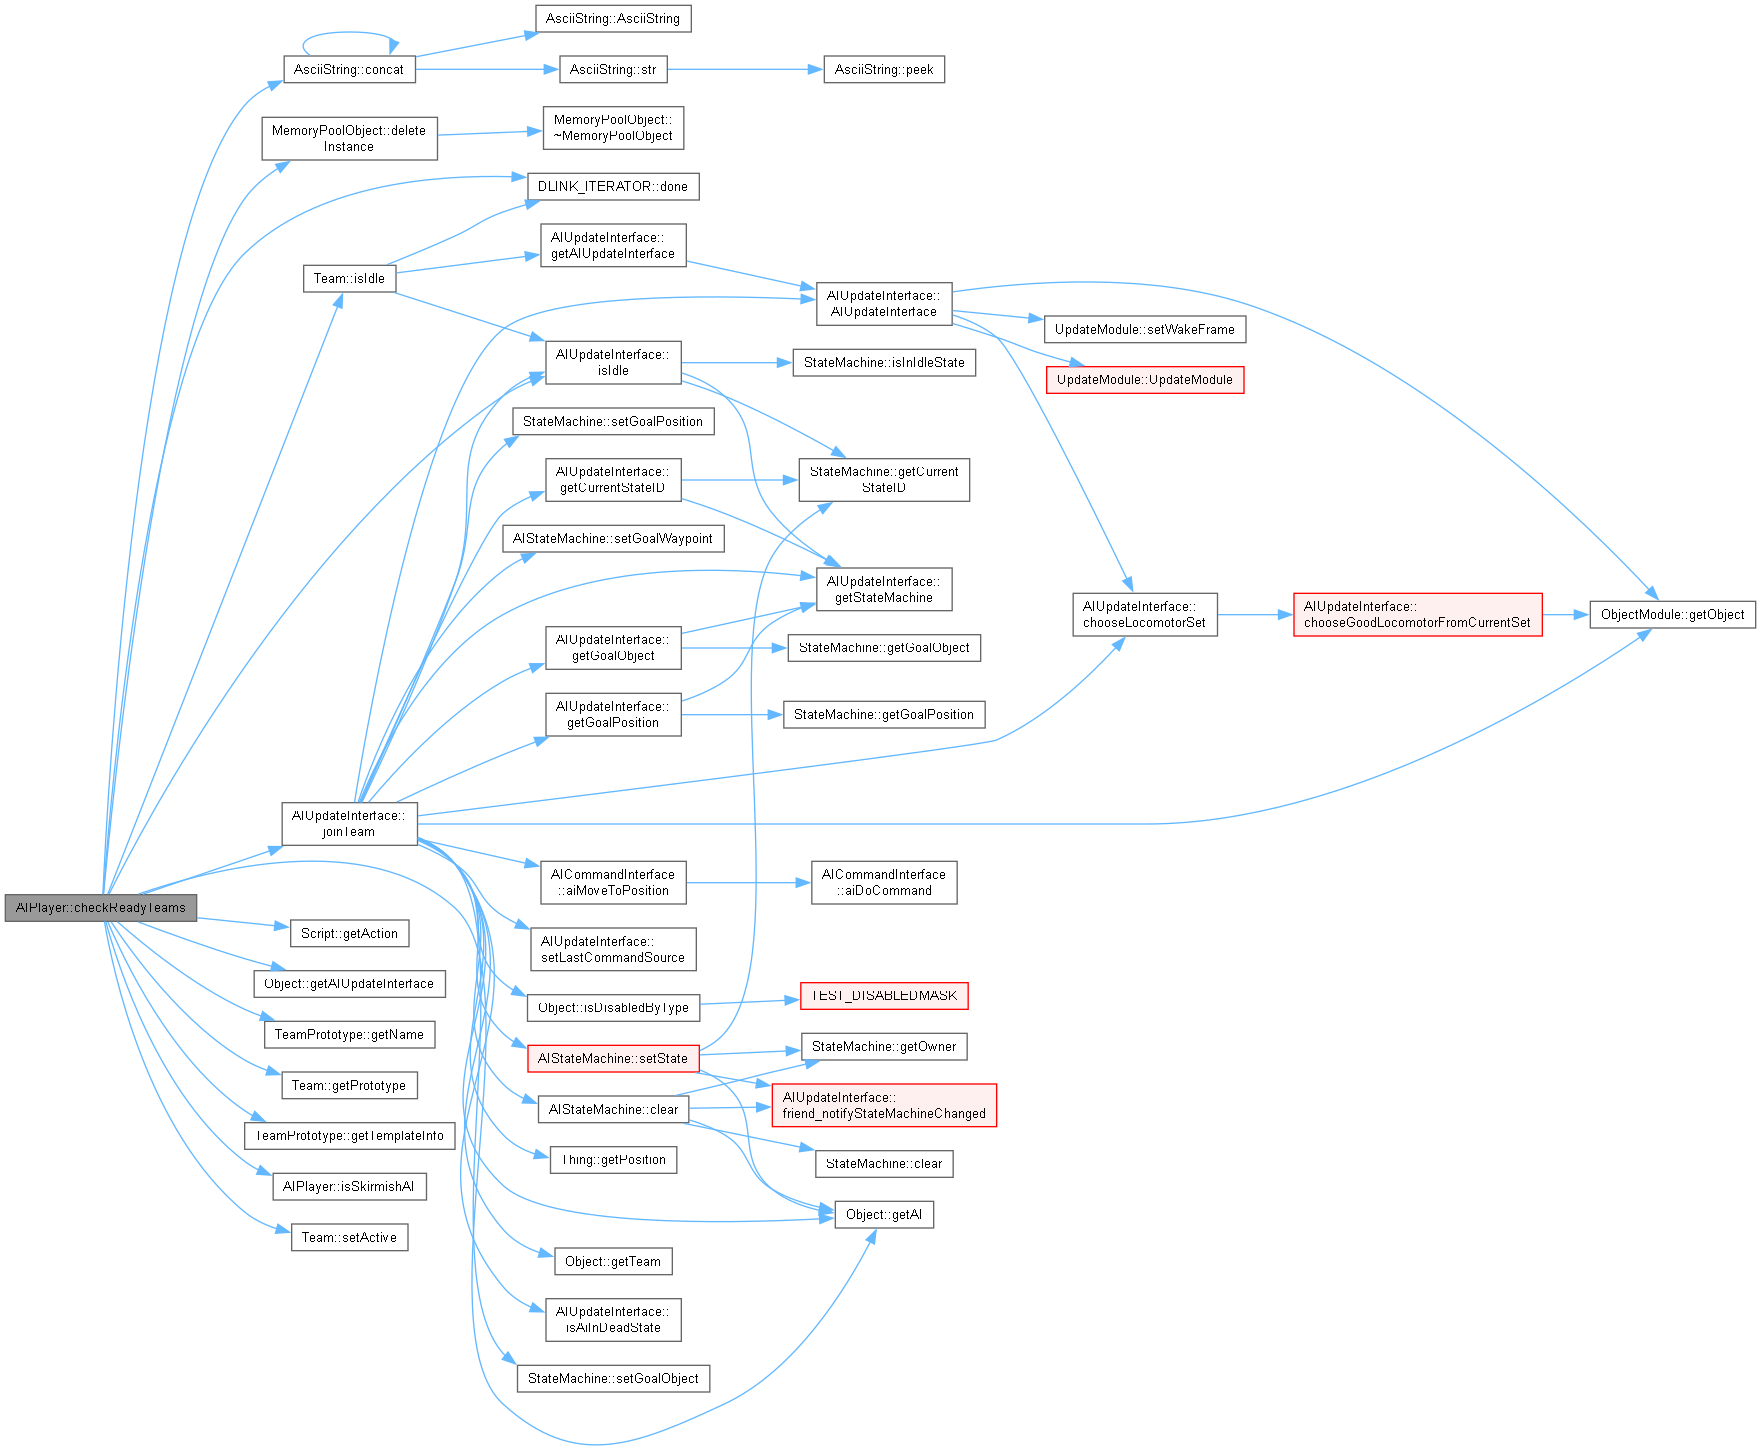 AsciiString::AsciiString
AsciiString::concat
AsciiString::str
AsciiString::peek
MemoryPoolObject::delete
Instance
MemoryPoolObject::
~MemoryPoolObject
DLINK_ITERATOR::done
AIUpdateInterface::
getAIUpdateInterface
Team::isIdle
AIUpdateInterface::
AIUpdateInterface
UpdateModule::setWakeFrame
AIUpdateInterface::
isIdle
StateMachine::isInIdleState
UpdateModule::UpdateModule
StateMachine::setGoalPosition
AIUpdateInterface::
getCurrentStateID
StateMachine::getCurrent
StateID
AIStateMachine::setGoalWaypoint
AIUpdateInterface::
getStateMachine
AIUpdateInterface::
chooseLocomotorSet
AIUpdateInterface::
chooseGoodLocomotorFromCurrentSet
ObjectModule::getObject
AIUpdateInterface::
getGoalObject
StateMachine::getGoalObject
AIUpdateInterface::
getGoalPosition
StateMachine::getGoalPosition
AIUpdateInterface::
joinTeam
AICommandInterface
::aiMoveToPosition
AICommandInterface
::aiDoCommand
AIPlayer::checkReadyTeams
Script::getAction
AIUpdateInterface::
setLastCommandSource
Object::getAIUpdateInterface
Object::isDisabledByType
TEST_DISABLEDMASK
TeamPrototype::getName
AIStateMachine::setState
StateMachine::getOwner
Team::getPrototype
AIStateMachine::clear
AIUpdateInterface::
friend_notifyStateMachineChanged
TeamPrototype::getTemplateInfo
Thing::getPosition
StateMachine::clear
AIPlayer::isSkirmishAI
Object::getAI
Team::setActive
Object::getTeam
AIUpdateInterface::
isAiInDeadState
StateMachine::setGoalObject